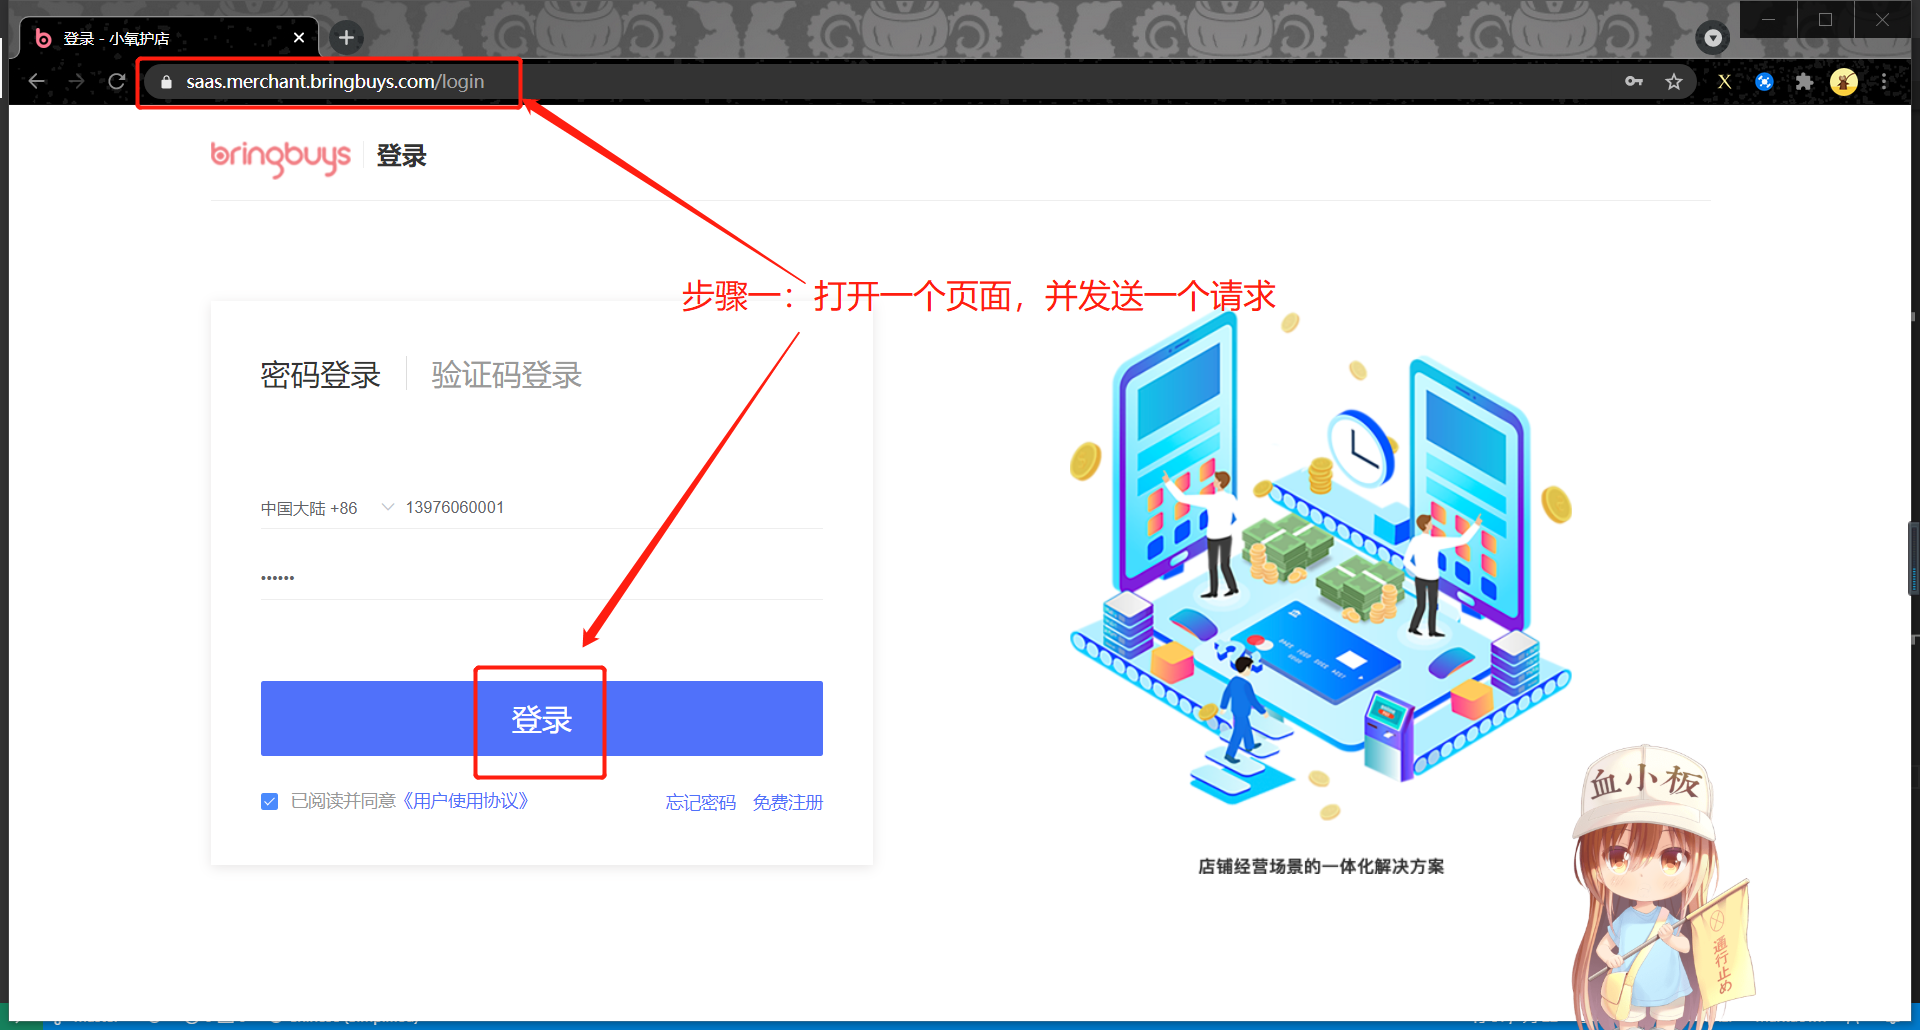 登录 - 小氧护店
saas.merchant.bringbuys.com/login
bringbuys 登录
步骤一：打开一个页面，并发送一个请求
密码登录 验证码登录
中国大陆 +86 13976060001
••••••
登录
已阅读并同意《用户使用协议》 忘记密码 免费注册
店铺经营场景的一体化解决方案
血小板
通行止め